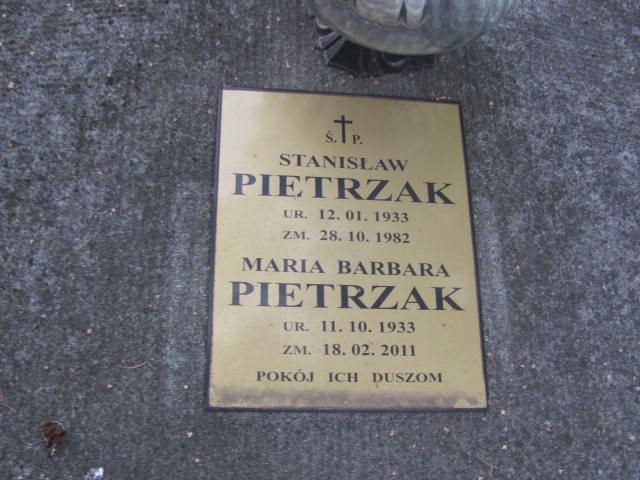 Ś. P.
STANISŁAW
PIETRZAK
UR. 12.01.1933
ZM. 28.10.1982
MARIA BARBARA
PIETRZAK
UR. 11.10.1933
ZM. 18.02.2011
POKÓJ ICH DUSZOM